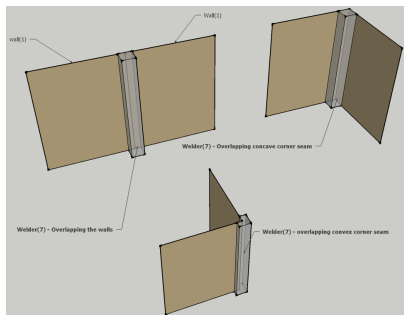 Wall(1)
wall(1)
Welder(7) - Overlapping concave corner seam
Welder(7) - Overlapping the walls
Welder(7) - overlapping convex corner seam